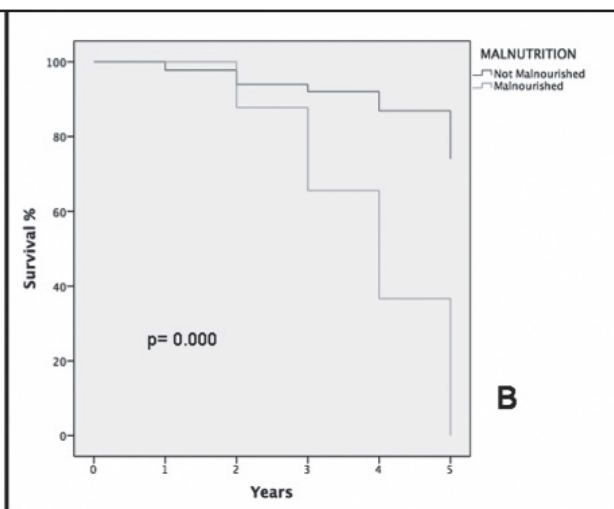 MALNUTRITION
Not Malnourished
Malnourished
100
80
60
40
20
0
Survival %
p= 0.000
B
0 1 2 3 4 5
Years